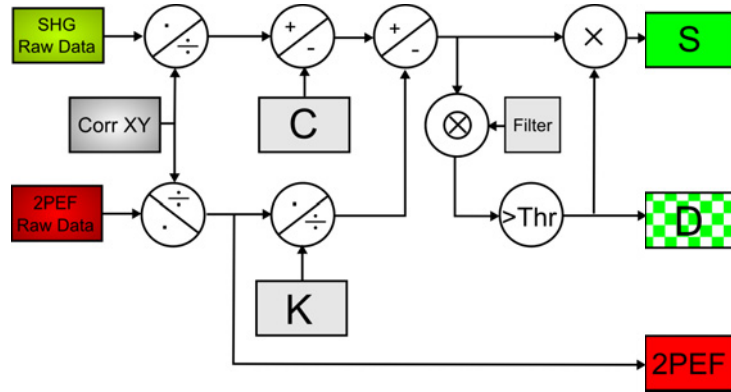 SHG
Raw Data
· ÷
+ -
+ -
×
S
Corr XY
C
⊗
Filter
2PEF
Raw Data
÷ ·
· ÷
>Thr
D
K
2PEF